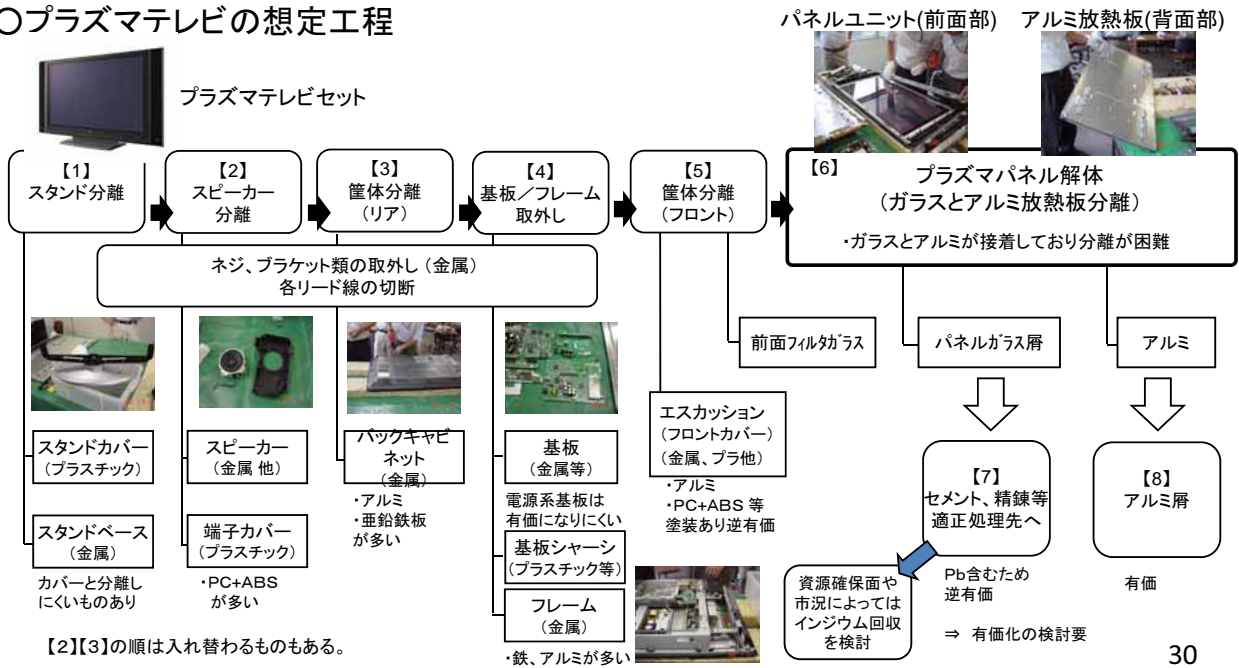 〇プラズマテレビの想定工程
パネルユニット(前面部)
アルミ放熱板(背面部)
プラズマテレビセット
【1】
スタンド分離
【2】
スピーカー
分離
【3】
筐体分離
（リア）
【4】
基板／フレーム
取外し
【5】
筐体分離
（フロント）
【6】
プラズマパネル解体
（ガラスとアルミ放熱板分離）
・ガラスとアルミが接着しており分離が困難
ネジ、ブラケット類の取外し（金属）
各リード線の切断
前面フィルタガラス
パネルガラス屑
アルミ
スタンドカバー
（プラスチック）
スタンドベース
（金属）
カバーと分離し
にくいものあり
スピーカー
（金属 他）
端子カバー
（プラスチック）
・PC+ABS
が多い
バックキャビ
ネット
（金属）
・アルミ
・亜鉛鉄板
が多い
基板
（金属等）
電源系基板は
有価になりにくい
基板シャーシ
（プラスチック等）
フレーム
（金属）
・鉄、アルミが多い
エスカッション
（フロントカバー）
（金属、プラ他）
・アルミ
・PC+ABS 等
塗装あり逆有価
【7】
セメント、精錬等
適正処理先へ
Pb含むため
逆有価
⇒ 有価化の検討要
資源確保面や
市況によっては
インジウム回収
を検討
【8】
アルミ屑
有価
【2】【3】の順は入れ替わるものもある。
30